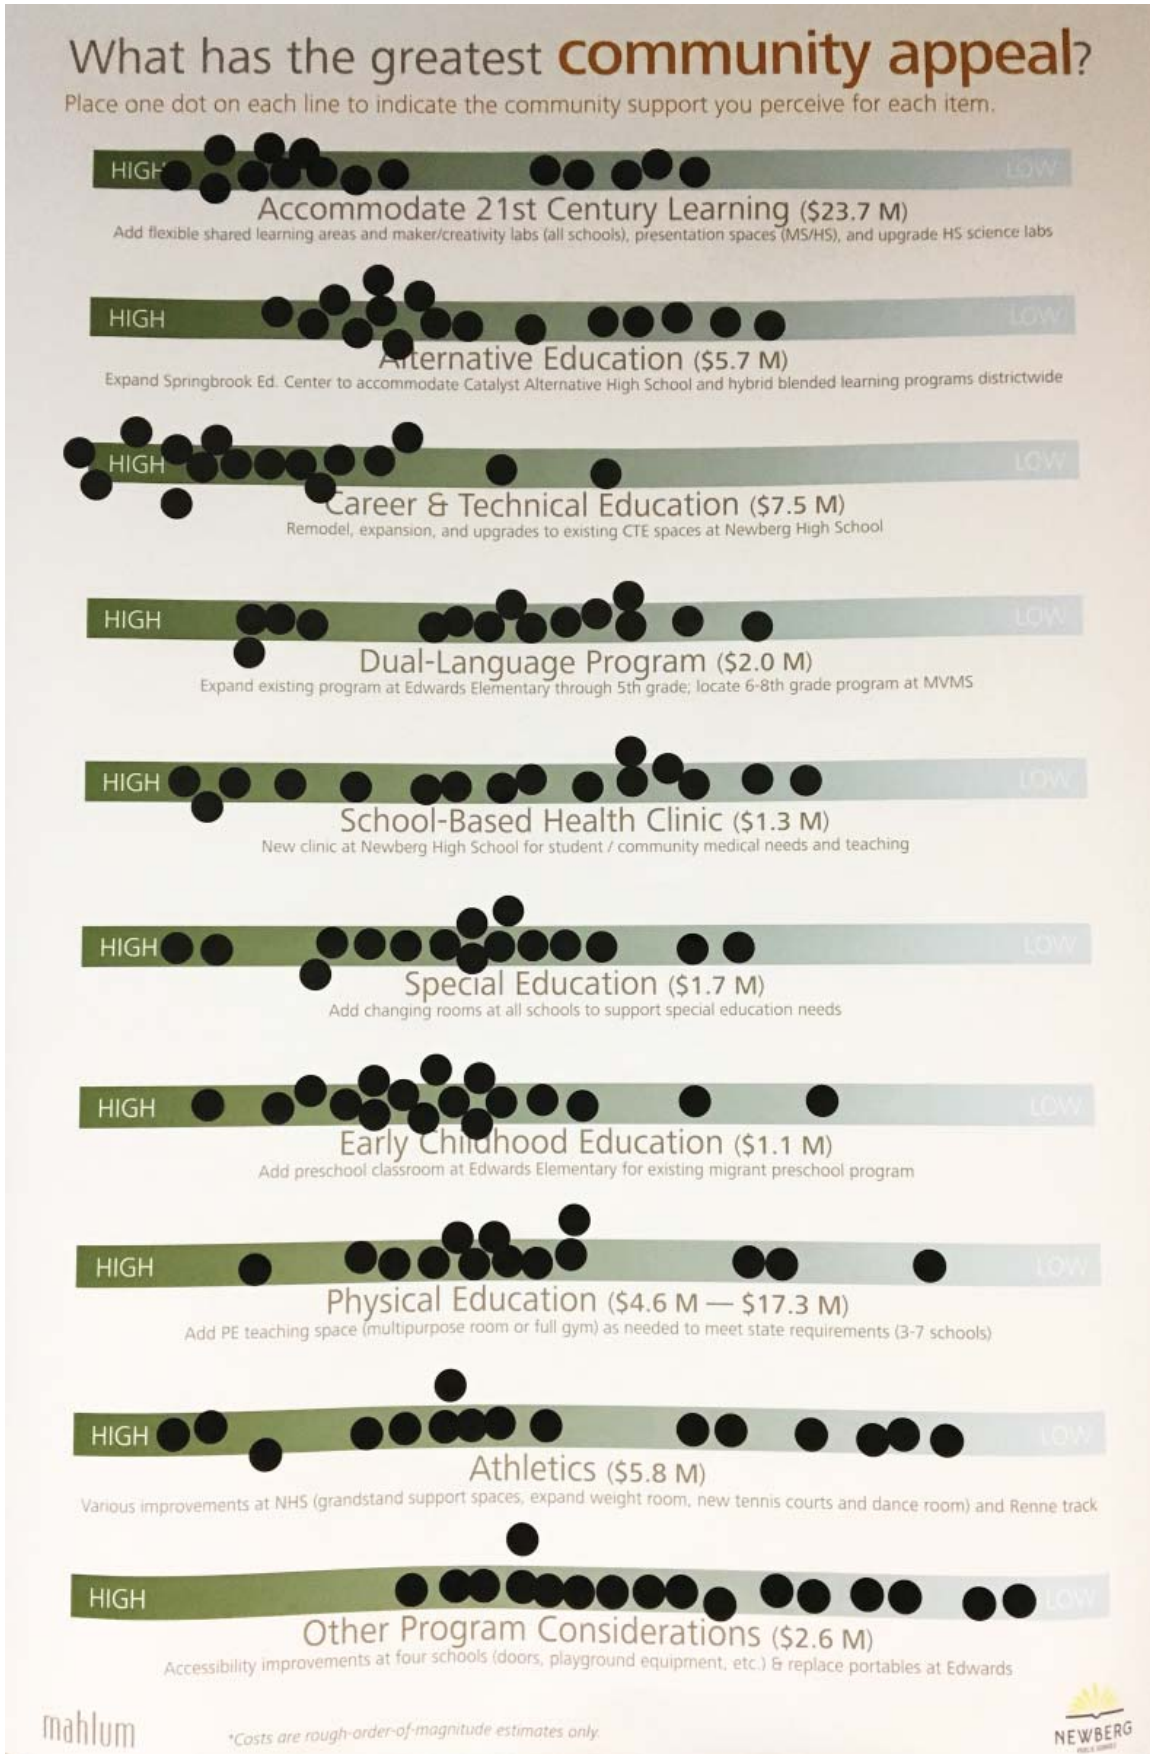 What has the greatest community appeal?
Place one dot on each line to indicate the community support you perceive for each item.
HIGH LOW
Accommodate 21st Century Learning ($23.7 M)
Add flexible shared learning areas and maker/creativity labs (all schools), presentation spaces (MS/HS), and upgrade HS science labs
HIGH LOW
Alternative Education ($5.7 M)
Expand Springbrook Ed. Center to accommodate Catalyst Alternative High School and hybrid blended learning programs districtwide
HIGH LOW
Career & Technical Education ($7.5 M)
Remodel, expansion, and upgrades to existing CTE spaces at Newberg High School
HIGH LOW
Dual-Language Program ($2.0 M)
Expand existing program at Edwards Elementary through 5th grade; locate 6-8th grade program at MVMS
HIGH LOW
School-Based Health Clinic ($1.3 M)
New clinic at Newberg High School for student / community medical needs and teaching
HIGH LOW
Special Education ($1.7 M)
Add changing rooms at all schools to support special education needs
HIGH LOW
Early Childhood Education ($1.1 M)
Add preschool classroom at Edwards Elementary for existing migrant preschool program
HIGH LOW
Physical Education ($4.6 M — $17.3 M)
Add PE teaching space (multipurpose room or full gym) as needed to meet state requirements (3-7 schools)
HIGH LOW
Athletics ($5.8 M)
Various improvements at NHS (grandstand support spaces, expand weight room, new tennis courts and dance room) and Renne track
HIGH LOW
Other Program Considerations ($2.6 M)
Accessibility improvements at four schools (doors, playground equipment, etc.) & replace portables at Edwards
mahlum
*Costs are rough-order-of-magnitude estimates only.
NEWBERG